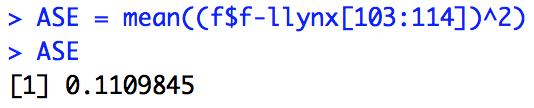 > ASE = mean((f$f-llynx[103:114])^2)
> ASE
[1] 0.1109845